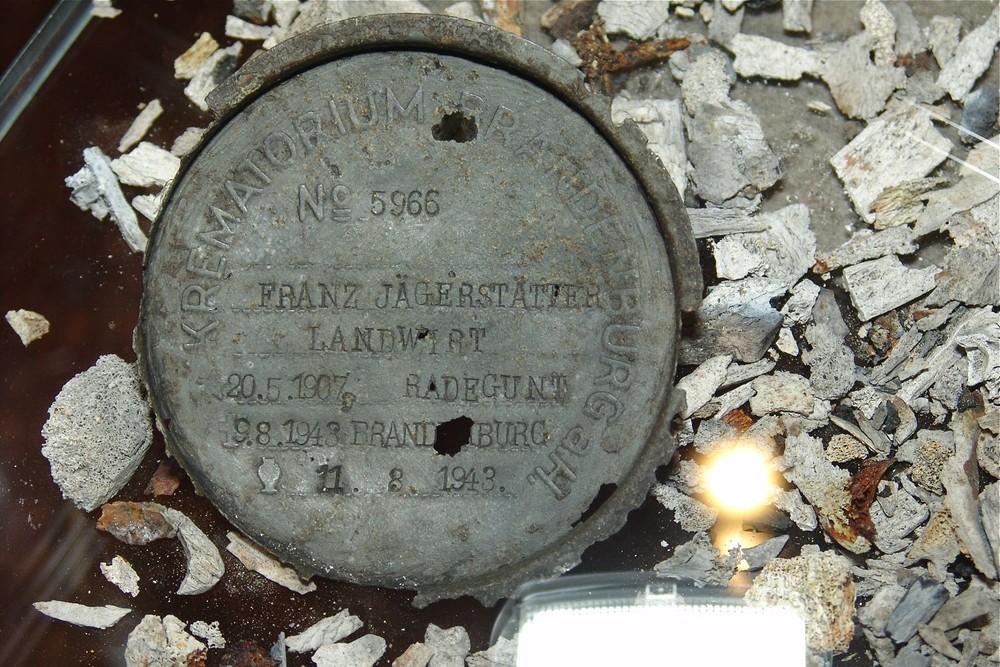 KREMATORIUM BRANDENBURG a/H
No 5966
FRANZ JÄGERSTÄTTER
LANDWIRT
20.5.1907, RADEGUNT
9.8.1943 BRANDENBURG
11. 8. 1943.